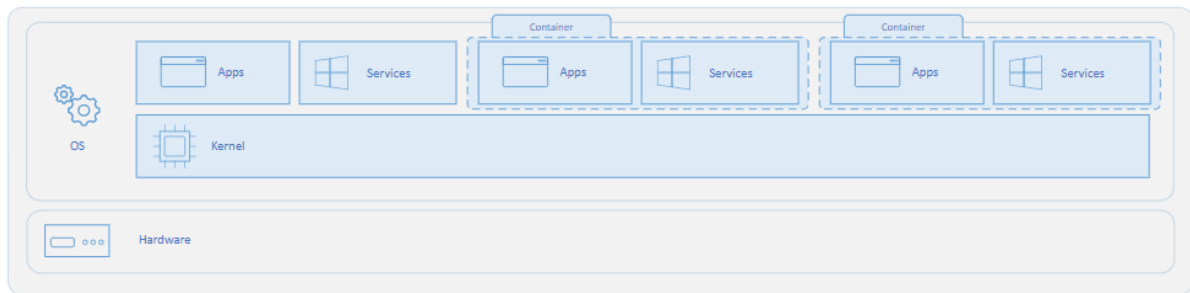 Container
Container
Apps
Services
Apps
Services
Apps
Services
OS
Kernel
Hardware